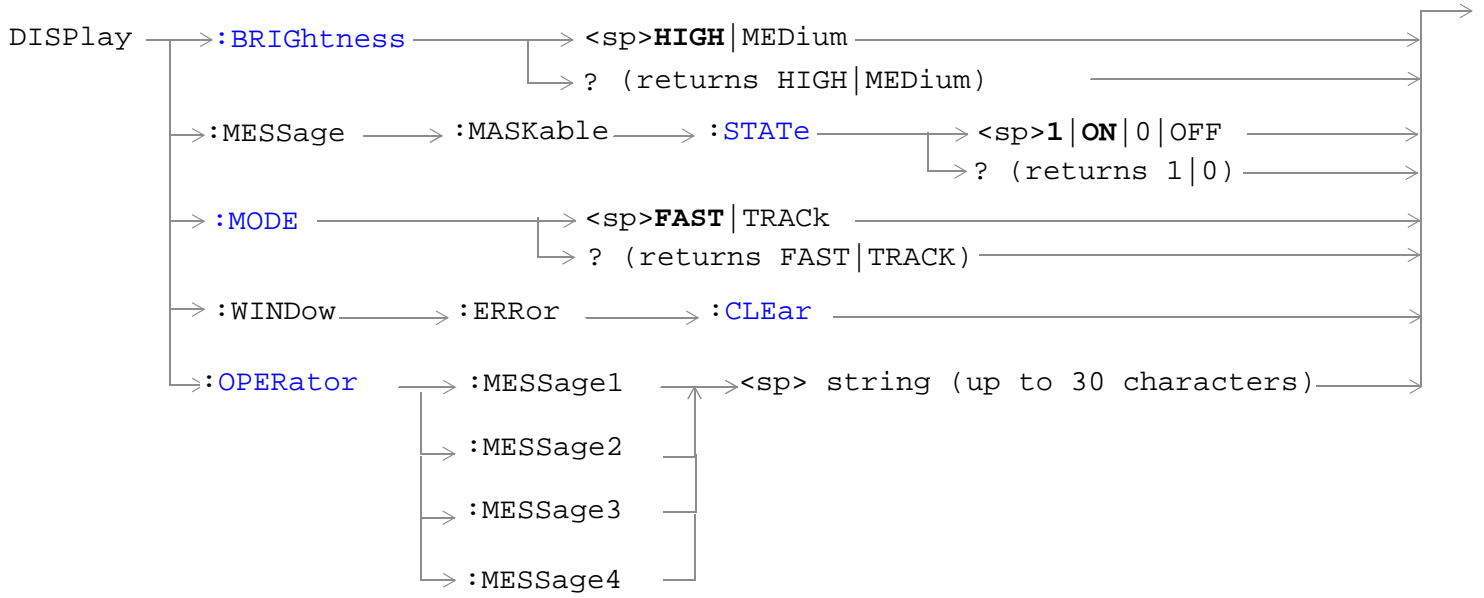 DISPlay :BRIGhtness <sp>HIGH|MEDium
? (returns HIGH|MEDium)
:MESSage :MASKable :STATe <sp>1|ON|0|OFF
? (returns 1|0)
:MODE <sp>FAST|TRACk
? (returns FAST|TRACK)
:WINDow :ERRor :CLEar
:OPERator :MESSage1 <sp> string (up to 30 characters)
:MESSage2
:MESSage3
:MESSage4